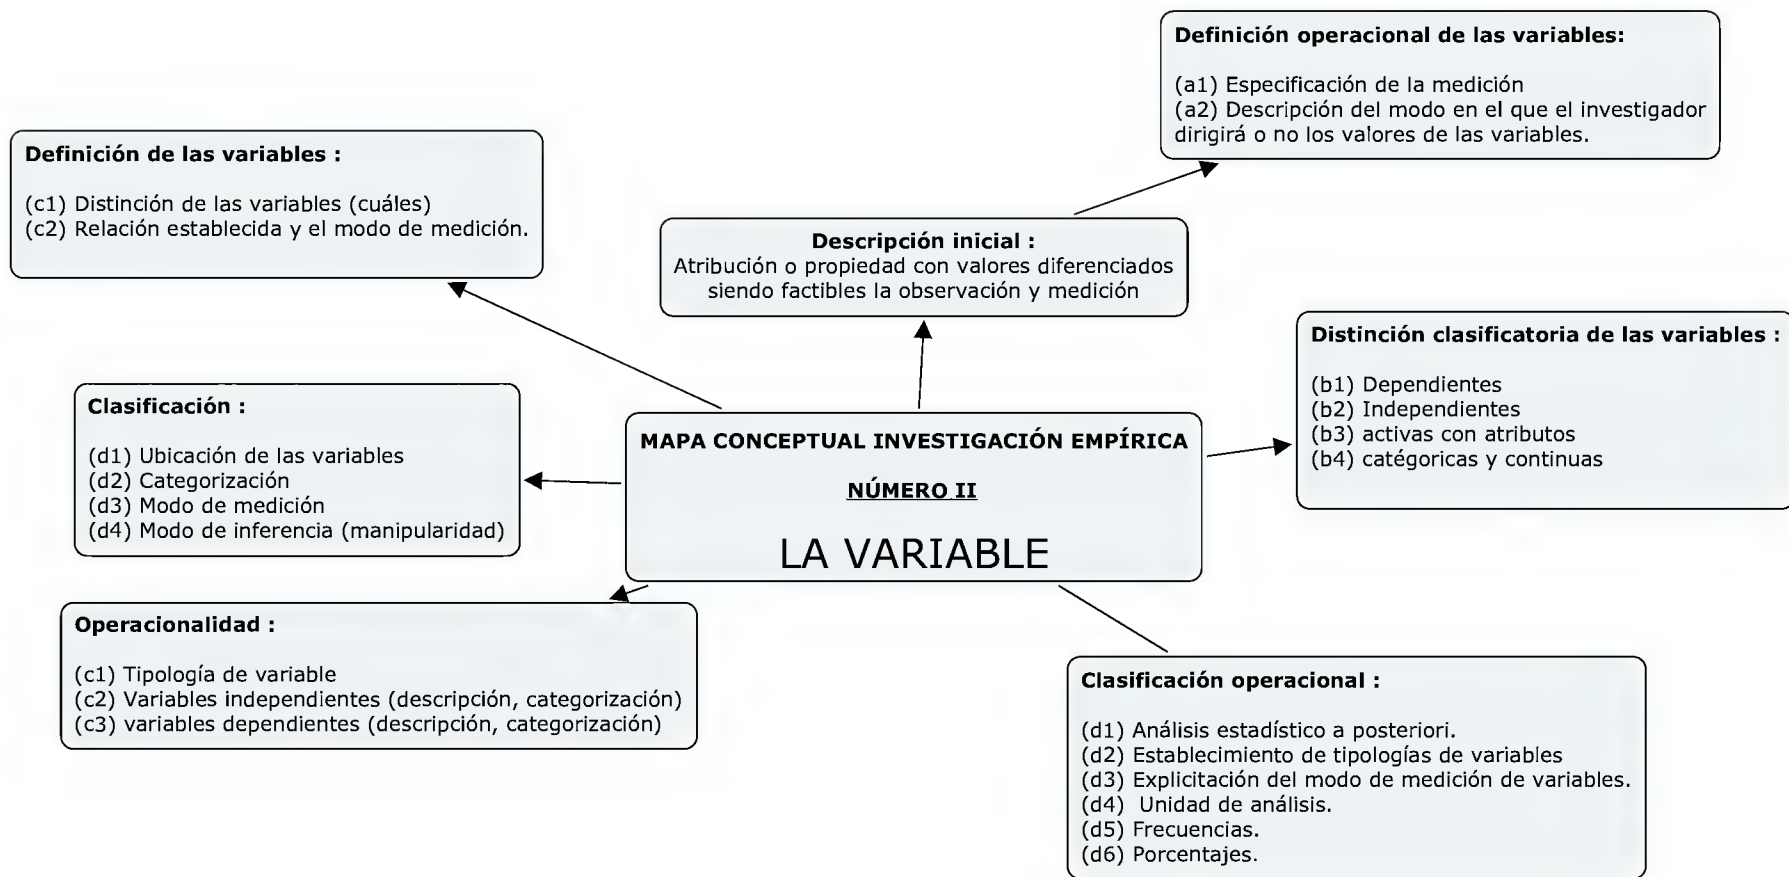 Definición operacional de las variables:
(a1) Especificación de la medición
(a2) Descripción del modo en el que el investigador
dirigirá o no los valores de las variables.
Definición de las variables :
(c1) Distinción de las variables (cuáles)
(c2) Relación establecida y el modo de medición.
Descripción inicial :
Atribución o propiedad con valores diferenciados
siendo factibles la observación y medición
Distinción clasificatoria de las variables :
(b1) Dependientes
(b2) Independientes
(b3) activas con atributos
(b4) catégoricas y continuas
Clasificación :
(d1) Ubicación de las variables
(d2) Categorización
(d3) Modo de medición
(d4) Modo de inferencia (manipularidad)
MAPA CONCEPTUAL INVESTIGACIÓN EMPÍRICA
NÚMERO II
LA VARIABLE
Operacionalidad :
(c1) Tipología de variable
(c2) Variables independientes (descripción, categorización)
(c3) variables dependientes (descripción, categorización)
Clasificación operacional :
(d1) Análisis estadístico a posteriori.
(d2) Establecimiento de tipologías de variables
(d3) Explicitación del modo de medición de variables.
(d4) Unidad de análisis.
(d5) Frecuencias.
(d6) Porcentajes.